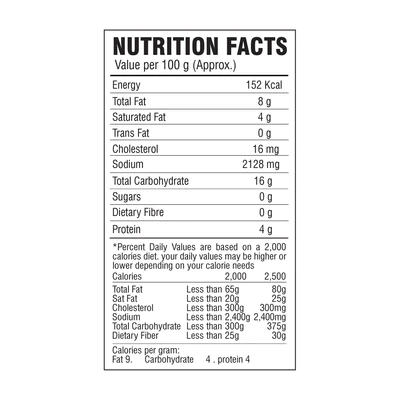 NUTRITION FACTS
Value per 100 g (Approx.)
Energy 152 Kcal
Total Fat 8 g
Saturated Fat 4 g
Trans Fat 0 g
Cholesterol 16 mg
Sodium 2128 mg
Total Carbohydrate 16 g
Sugars 0 g
Dietary Fibre 0 g
Protein 4 g
*Percent Daily Values are based on a 2,000
calories diet. your daily values may be higher or
lower depending on your calorie needs
Calories 2,000 2,500
Total Fat Less than 65g 80g
Sat Fat Less than 20g 25g
Cholesterol Less than 300g 300mg
Sodium Less than 2,400g 2,400mg
Total Carbohydrate Less than 300g 375g
Dietary Fiber Less than 25g 30g
Calories per gram:
Fat 9. Carbohydrate 4 . protein 4